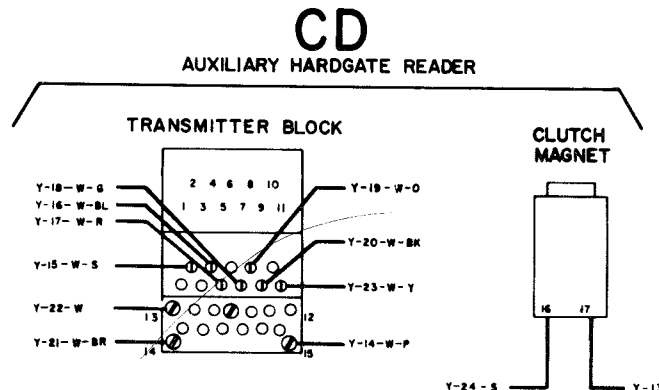 CD
AUXILIARY HARDGATE READER
TRANSMITTER BLOCK
CLUTCH
MAGNET
2 4 6 8 10
1 3 5 7 9 11
Y-18-W-G
Y-16-W-BL
Y-17-W-R
Y-19-W-O
Y-20-W-BK
Y-15-W-S
Y-23-W-Y
Y-22-W
13
12
Y-21-W-BR
14
15
Y-14-W-P
16 17
Y-24-S